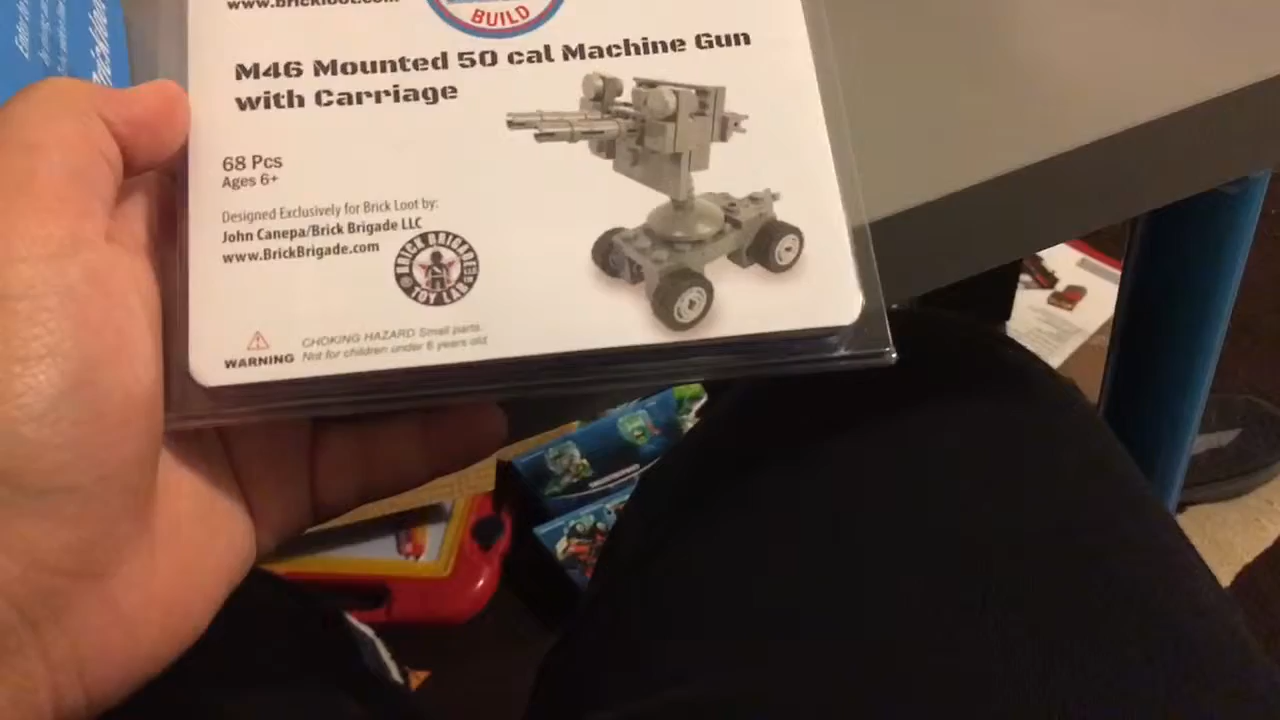 BUILD
M46 Mounted 50 cal Machine Gun
with Carriage
68 Pcs
Ages 6+
Designed Exclusively for Brick Loot by:
John Canepa/Brick Brigade LLC
www.BrickBrigade.com
BRICK BRIGADE
TOY LAB
WARNING
CHOKING HAZARD Small parts.
Not for children under 6 years old